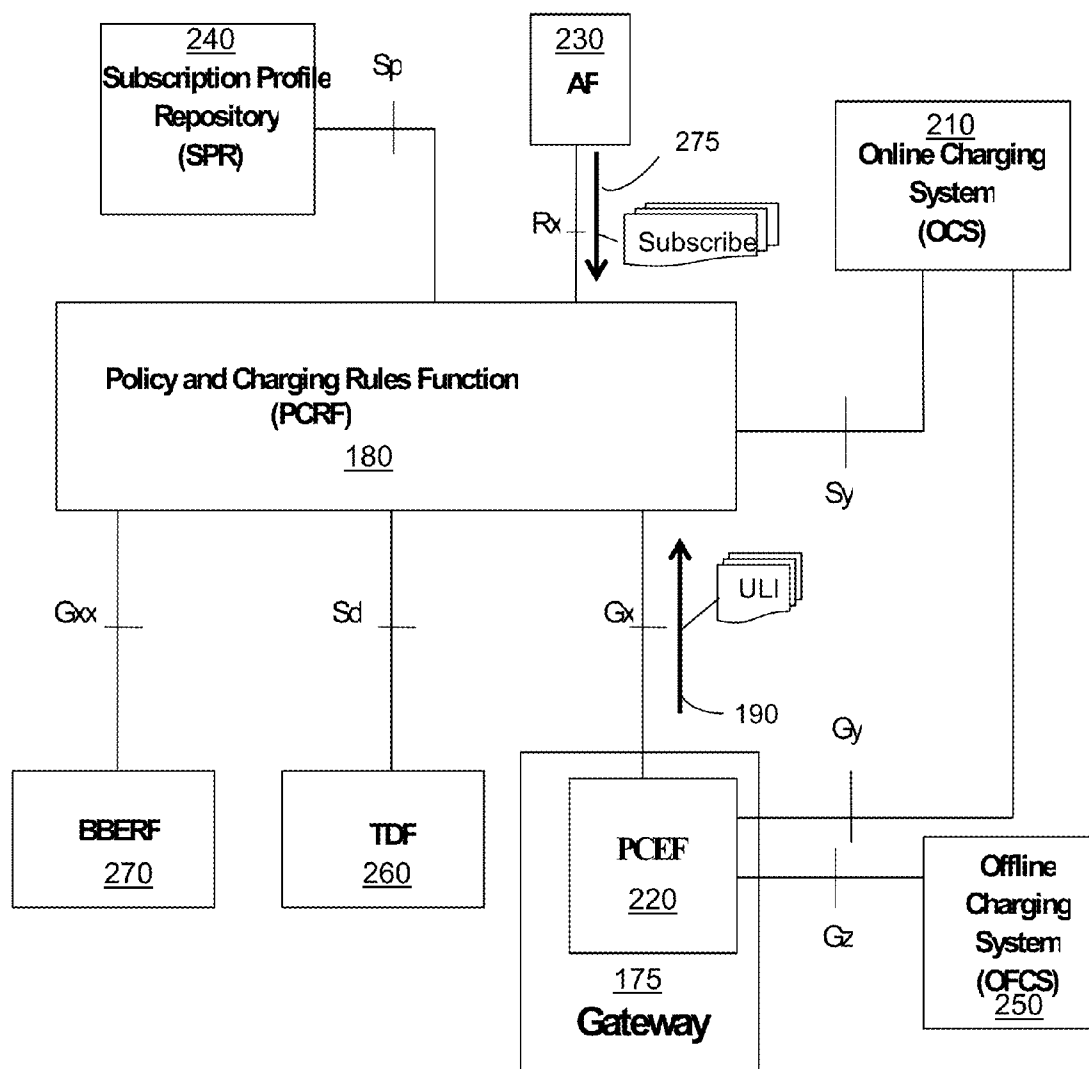 240
Subscription Profile
Repository
(SPR)
Sp
230
AF
275
Rx
Subscribe
210
Online Charging
System
(OCS)
Policy and Charging Rules Function
(PCRF)
180
Sy
Gxx
Sd
Gx
ULI
190
Gy
BBERF
270
TDF
260
PCEF
220
Gz
Offline
Charging
System
(OFCS)
250
175
Gateway